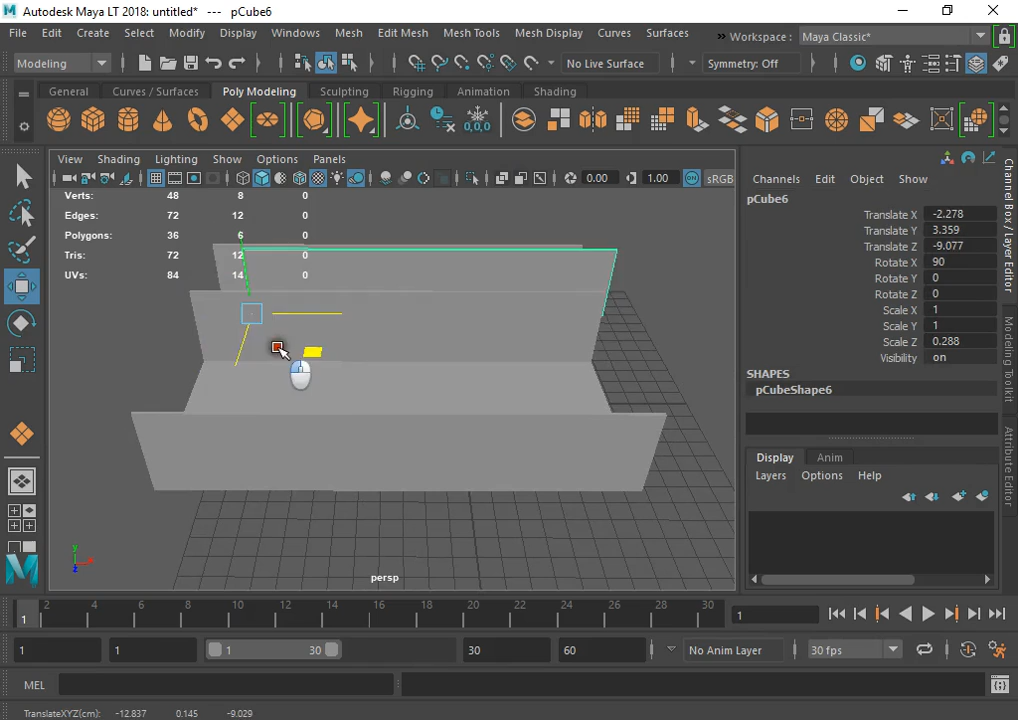 Autodesk Maya LT 2018: untitled*   ---   pCube6
File Edit Create Select Modify Display Windows Mesh Edit Mesh Mesh Tools Mesh Display Curves Surfaces » Workspace : Maya Classic*
Modeling No Live Surface Symmetry: Off
General Curves / Surfaces Poly Modeling Sculpting Rigging Animation Shading
0,0,0
View Shading Lighting Show Options Panels
0.00 1.00 ON sRGB
Verts: 48 8 0
Edges: 72 12 0
Polygons: 36 6 0
Tris: 72 12 0
UVs: 84 14 0
persp
y
x
z
Channels Edit Object Show
pCube6
Translate X -2.278
Translate Y 3.359
Translate Z -9.077
Rotate X 90
Rotate Y 0
Rotate Z 0
Scale X 1
Scale Y 1
Scale Z 0.288
Visibility on
SHAPES
pCubeShape6
Display Anim
Layers Options Help
Channel Box / Layer Editor
Modeling Toolkit
Attribute Editor
1 2 4 6 8 10 12 14 16 18 20 22 24 26 28 30 1
1 1 1 30 30 60 No Anim Layer 30 fps
MEL
TranslateXYZ(cm): -12.837 0.145 -9.029